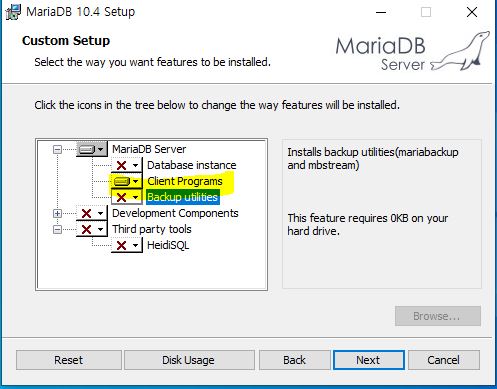 MariaDB 10.4 Setup
Custom Setup
Select the way you want features to be installed.
MariaDB
Server
Click the icons in the tree below to change the way features will be installed.
MariaDB Server
Database instance
Client Programs
Backup utilities
Development Components
Third party tools
HeidiSQL
Installs backup utilities(mariabackup
and mbstream)
This feature requires 0KB on your
hard drive.
Browse...
Reset
Disk Usage
Back
Next
Cancel